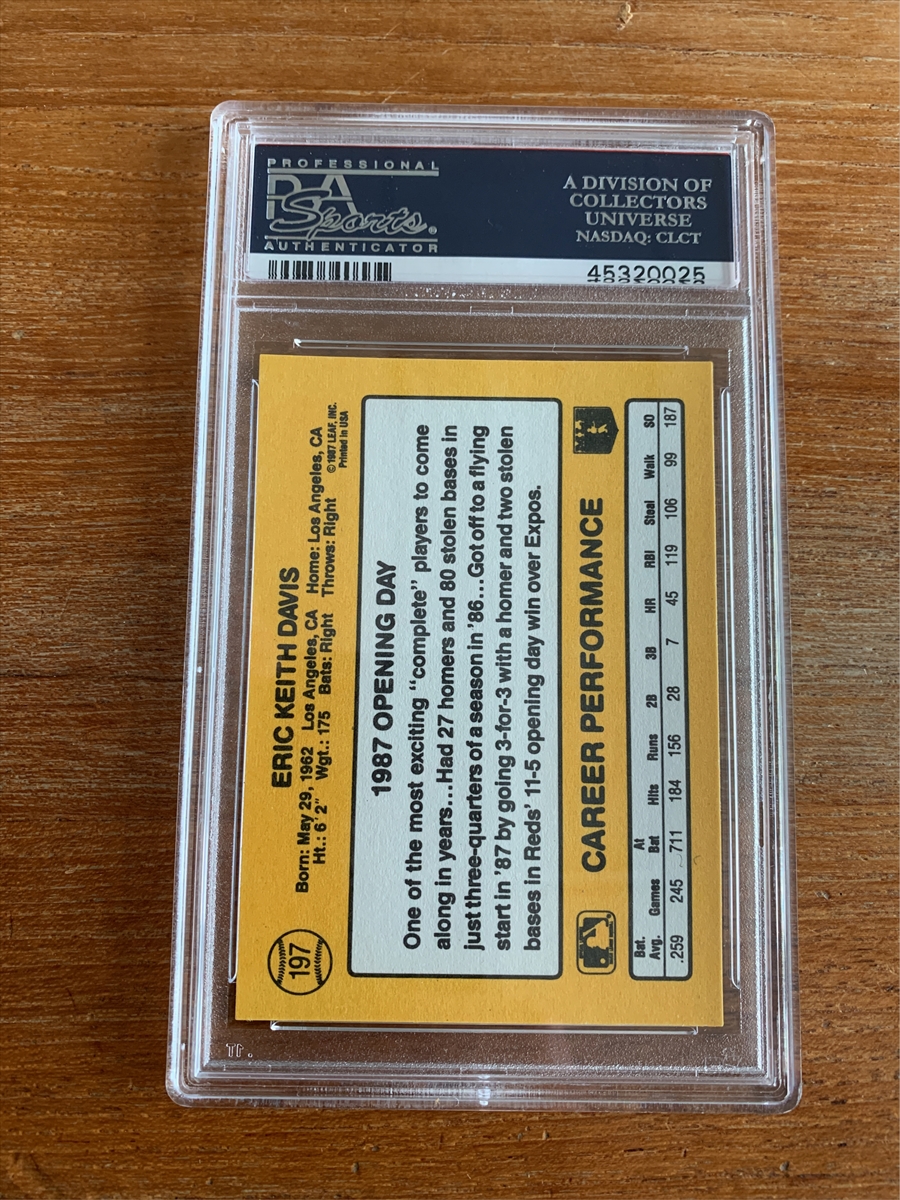 PROFESSIONAL
PSA
Sports®
AUTHENTICATOR
A DIVISION OF
COLLECTORS
UNIVERSE
NASDAQ: CLCT
45320025
197
ERIC KEITH DAVIS
Born: May 29, 1962 Los Angeles, CA Home: Los Angeles, CA
Ht.: 6'2" Wgt.: 175 Bats: Right Throws: Right
©1987 LEAF, INC.
Printed in USA
1987 OPENING DAY
One of the most exciting "complete" players to come
along in years...Had 27 homers and 80 stolen bases in
just three-quarters of a season in '86...Got off to a flying
start in '87 by going 3-for-3 with a homer and two stolen
bases in Reds' 11-5 opening day win over Expos.
CAREER PERFORMANCE
Bat. Avg. Games At Bat Hits Runs 2B 3B HR RBI Steal Walk SO
.259 245 711 184 156 28 7 45 119 106 99 187